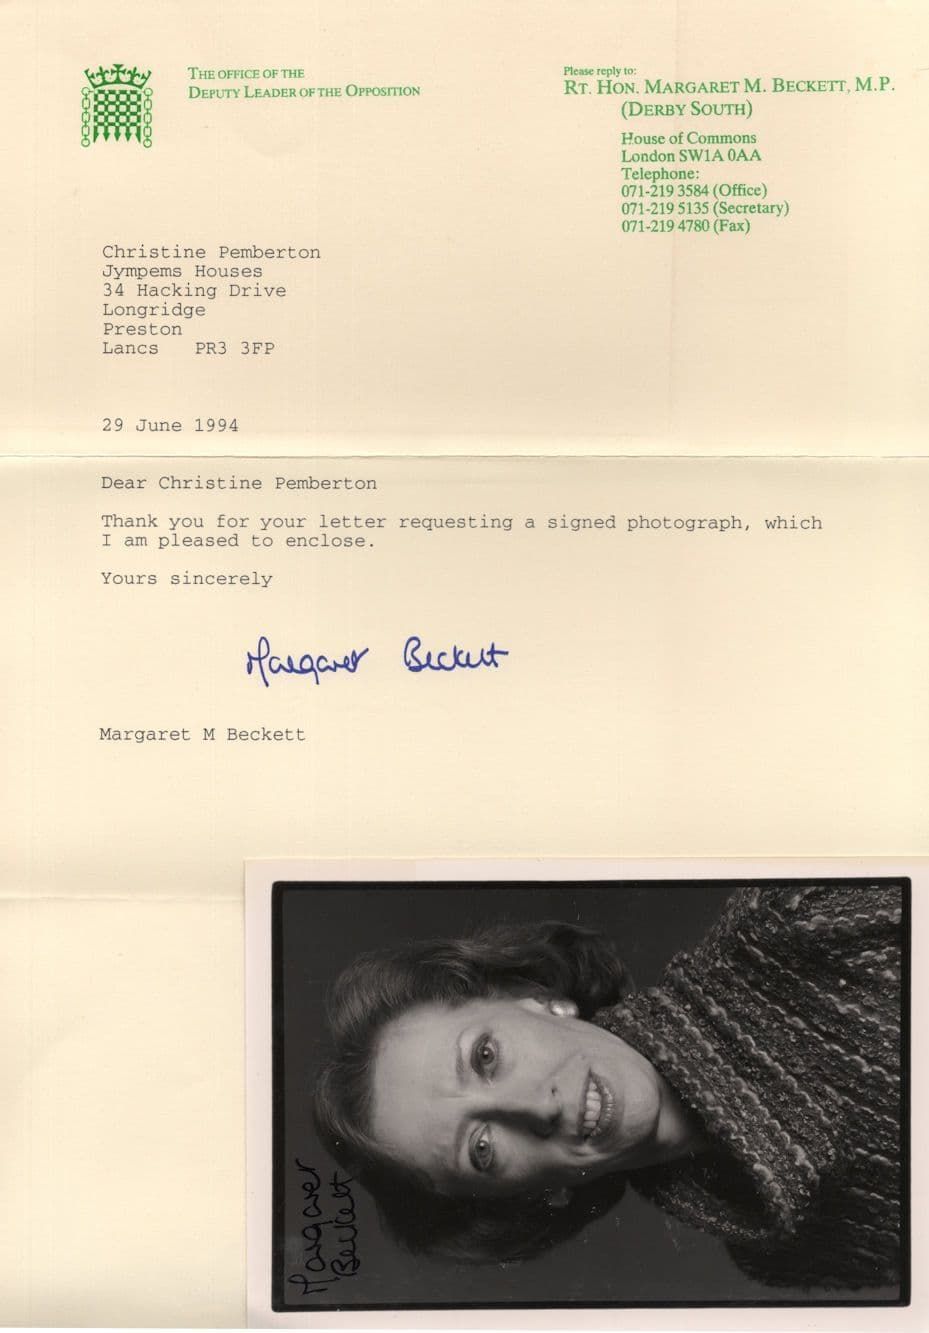 THE OFFICE OF THE
DEPUTY LEADER OF THE OPPOSITION
Please reply to:
RT. HON. MARGARET M. BECKETT, M.P.
(DERBY SOUTH)
House of Commons
London SW1A 0AA
Telephone:
071-219 3584 (Office)
071-219 5135 (Secretary)
071-219 4780 (Fax)
Christine Pemberton
Jympems Houses
34 Hacking Drive
Longridge
Preston
Lancs PR3 3FP
29 June 1994
Dear Christine Pemberton
Thank you for your letter requesting a signed photograph, which
I am pleased to enclose.
Yours sincerely
Margaret Beckett
Margaret M Beckett
Margaret
Beckett